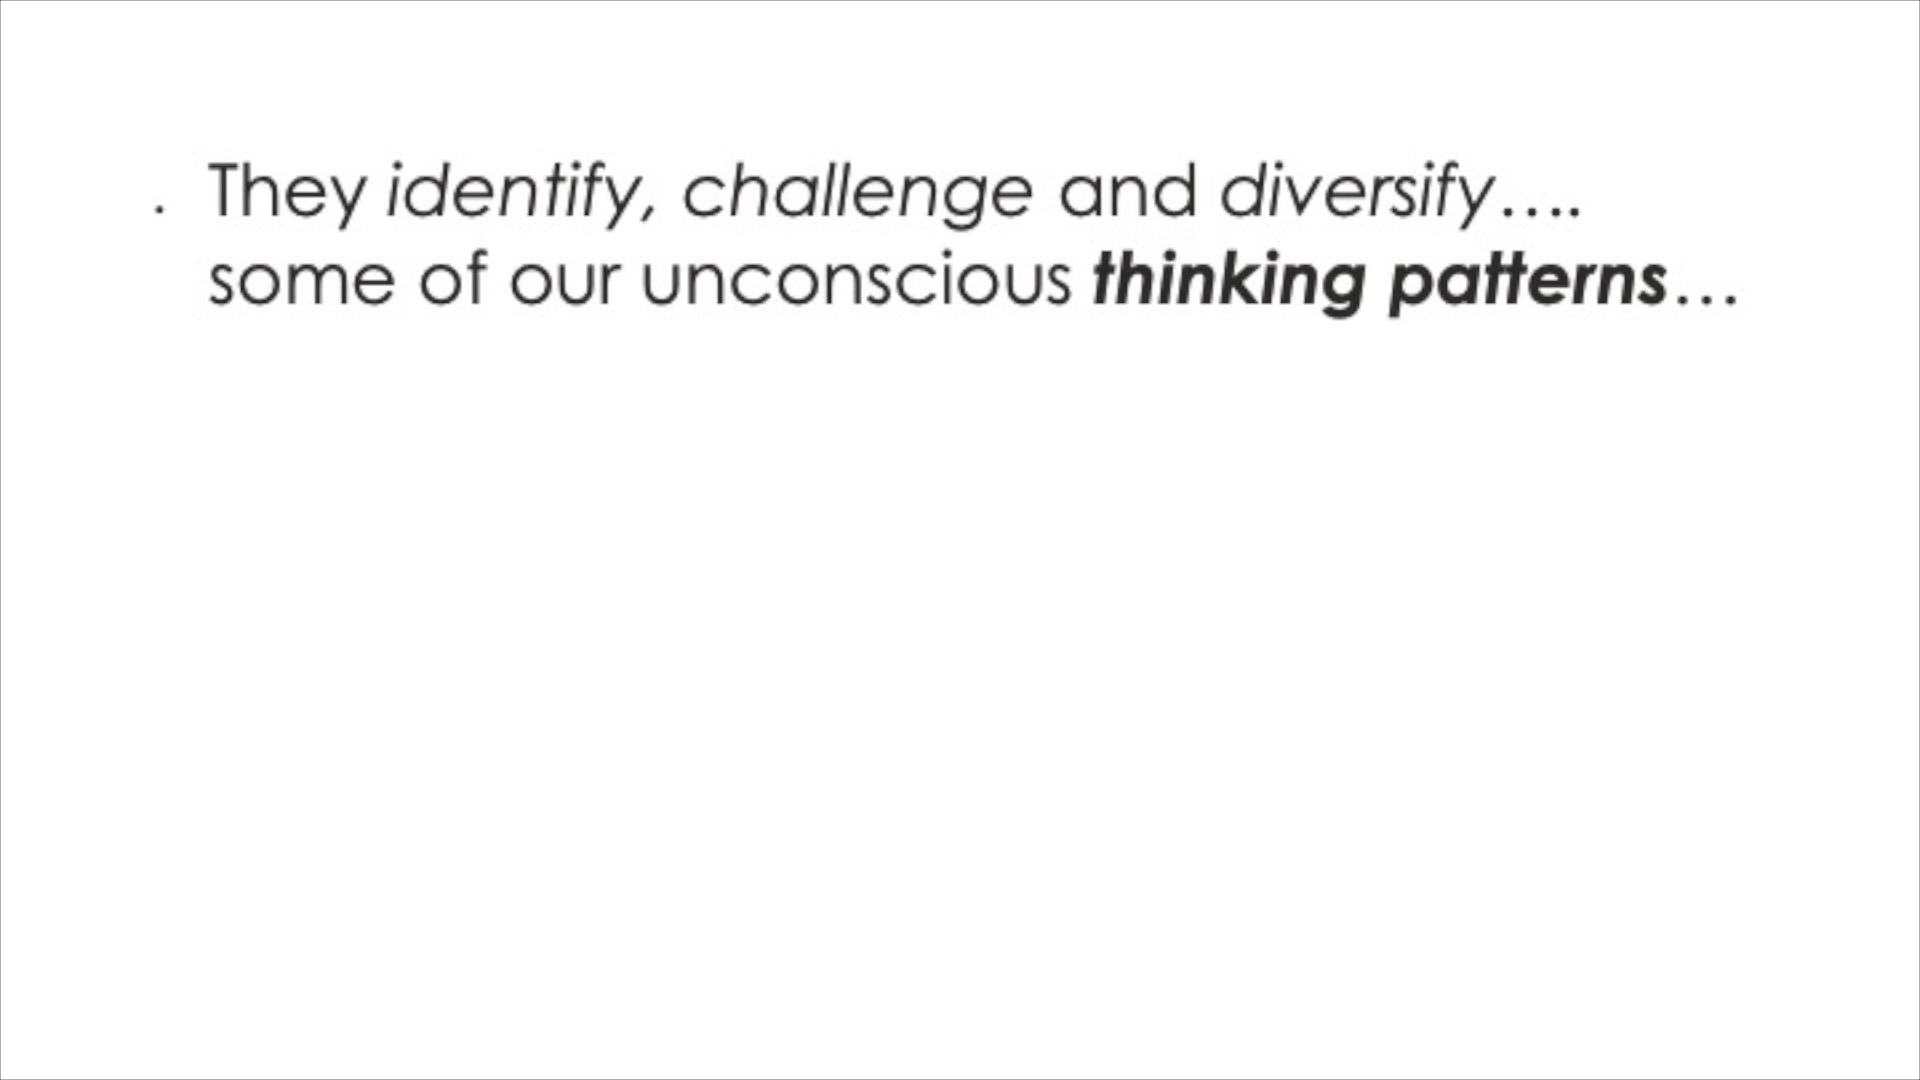 . They identify, challenge and diversify….
some of our unconscious thinking patterns…